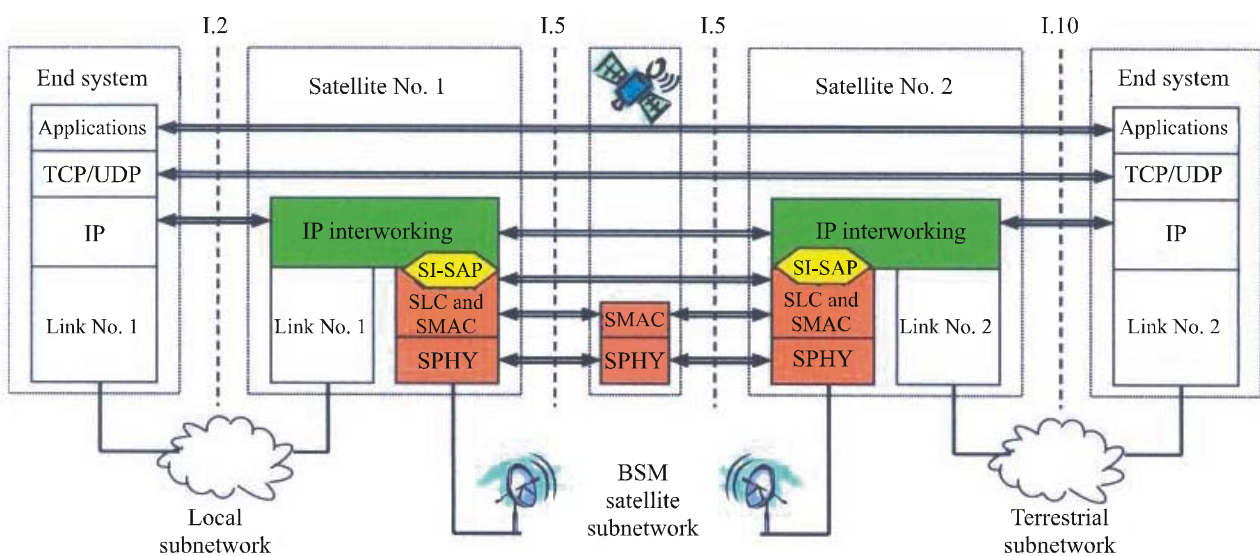 I.2
I.5
I.5
I.10
End system
Satellite No. 1
Satellite No. 2
End system
Applications
Applications
TCP/UDP
TCP/UDP
IP
IP interworking
IP interworking
IP
SI-SAP
SI-SAP
Link No. 1
Link No. 1
SLC and
SMAC
SMAC
SLC and
SMAC
Link No. 2
Link No. 2
SPHY
SPHY
SPHY
BSM
satellite
subnetwork
Local
subnetwork
Terrestrial
subnetwork